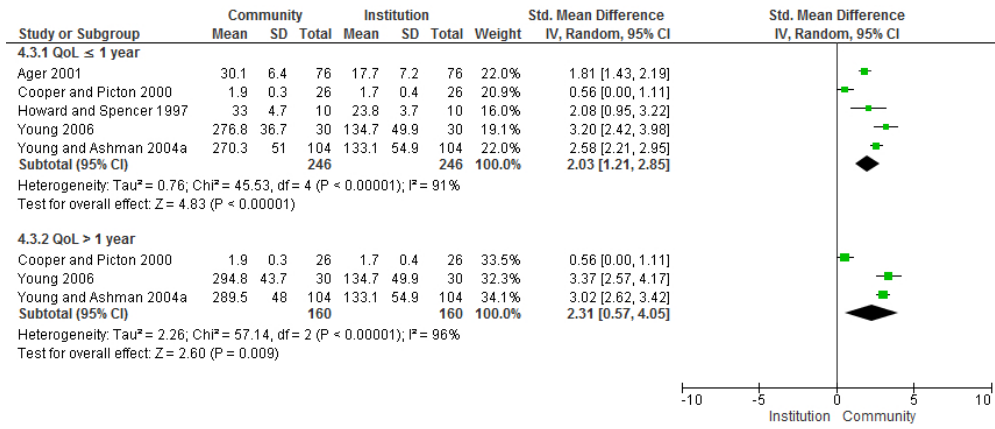 Community Institution Std. Mean Difference Std. Mean Difference
Study or Subgroup Mean SD Total Mean SD Total Weight IV, Random, 95% CI IV, Random, 95% CI
4.3.1 QoL ≤ 1 year
Ager 2001 30.1 6.4 76 17.7 7.2 76 22.0% 1.81 [1.43, 2.19]
Cooper and Picton 2000 1.9 0.3 26 1.7 0.4 26 20.9% 0.56 [0.00, 1.11]
Howard and Spencer 1997 33 4.7 10 23.8 3.7 10 16.0% 2.08 [0.95, 3.22]
Young 2006 276.8 36.7 30 134.7 49.9 30 19.1% 3.20 [2.42, 3.98]
Young and Ashman 2004a 270.3 51 104 133.1 54.9 104 22.0% 2.58 [2.21, 2.95]
Subtotal (95% CI) 246 246 100.0% 2.03 [1.21, 2.85]
Heterogeneity: Tau² = 0.76; Chi² = 45.53, df = 4 (P < 0.00001); I² = 91%
Test for overall effect: Z = 4.83 (P < 0.00001)
4.3.2 QoL > 1 year
Cooper and Picton 2000 1.9 0.3 26 1.7 0.4 26 33.5% 0.56 [0.00, 1.11]
Young 2006 294.8 43.7 30 134.7 49.9 30 32.3% 3.37 [2.57, 4.17]
Young and Ashman 2004a 289.5 48 104 133.1 54.9 104 34.1% 3.02 [2.62, 3.42]
Subtotal (95% CI) 160 160 100.0% 2.31 [0.57, 4.05]
Heterogeneity: Tau² = 2.26; Chi² = 57.14, df = 2 (P < 0.00001); I² = 96%
Test for overall effect: Z = 2.60 (P = 0.009)
-10 -5 0 5 10
Institution Community